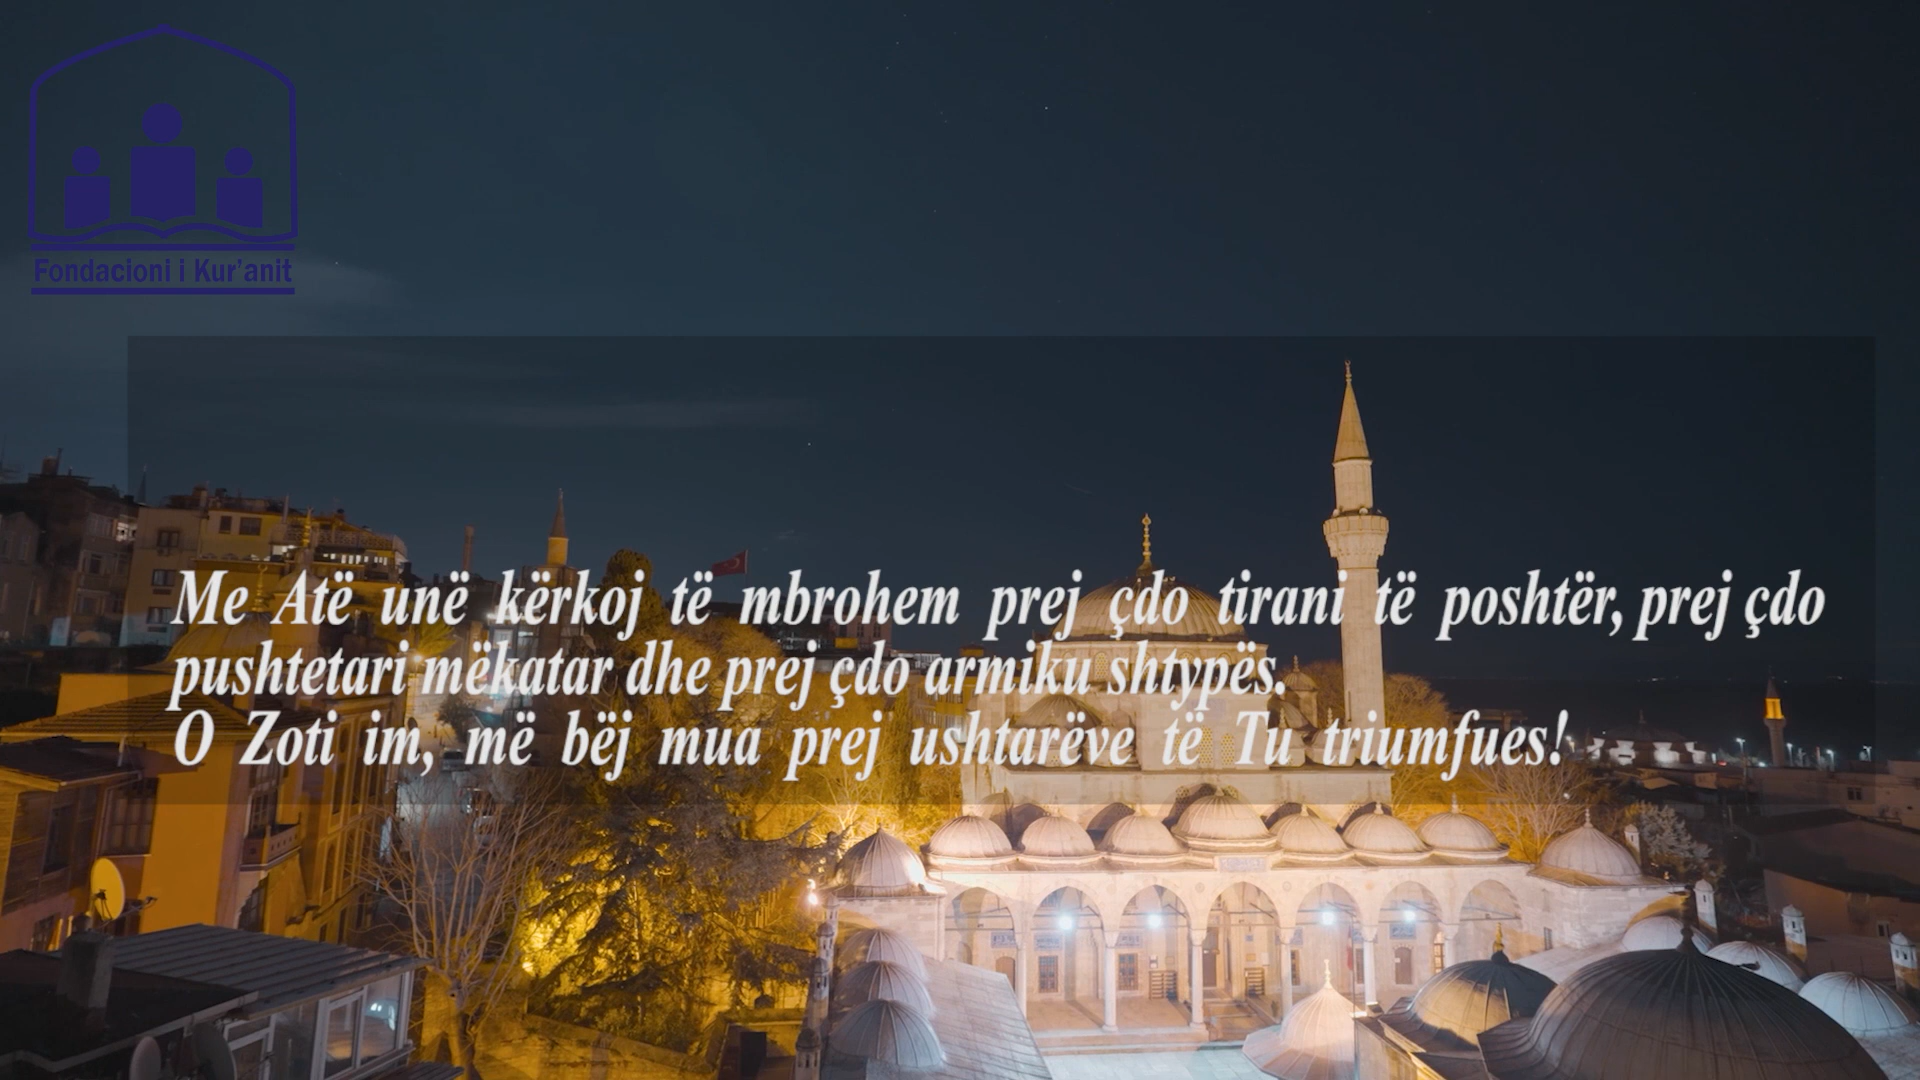 Fondacioni i Kur'anit
Me Atë unë kërkoj të mbrohem prej çdo tirani të poshtër, prej çdo
pushtetari mëkatar dhe prej çdo armiku shtypës.
O Zoti im, më bëj mua prej ushtarëve të Tu triumfues!